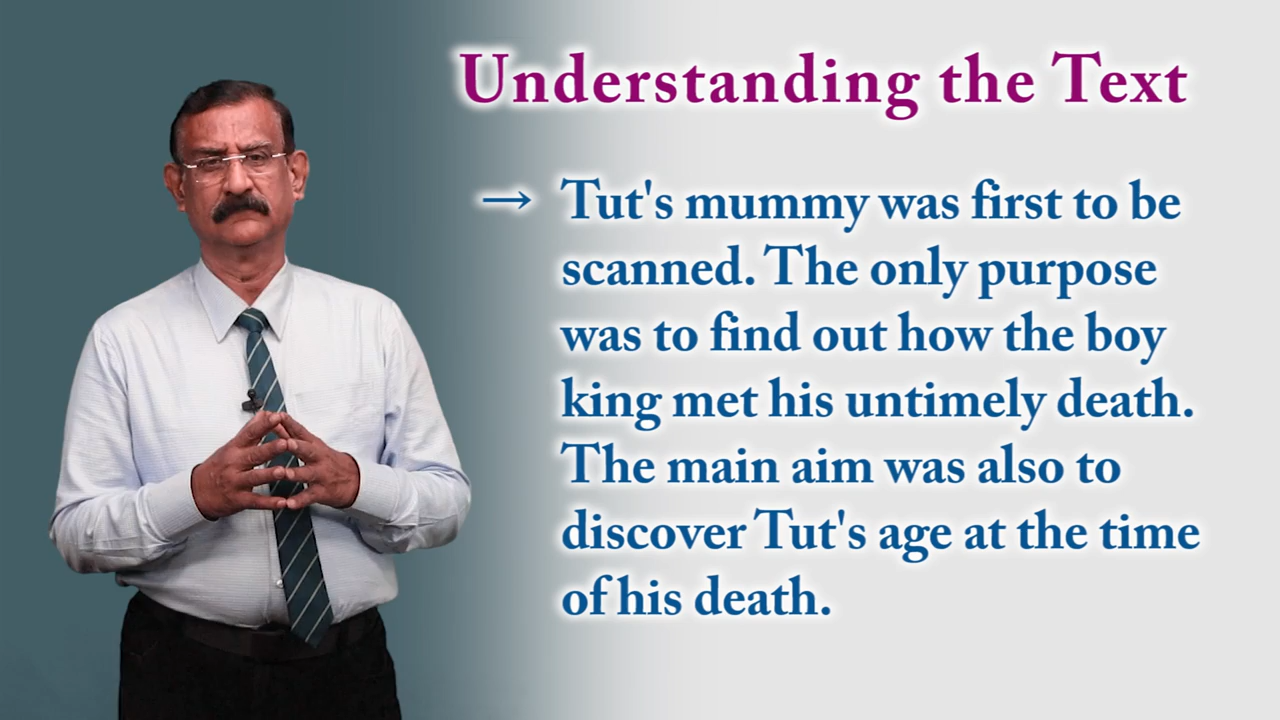 Understanding the Text
→ Tut's mummy was first to be
scanned. The only purpose
was to find out how the boy
king met his untimely death.
The main aim was also to
discover Tut's age at the time
of his death.